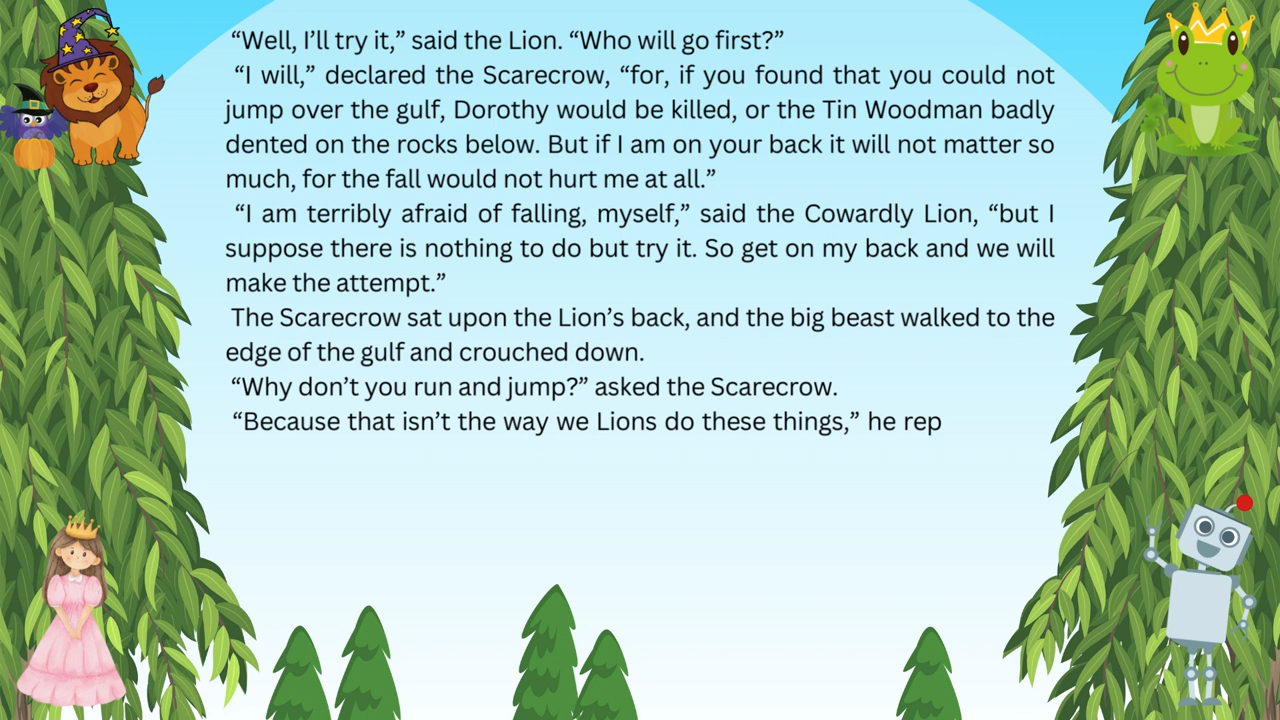 “Well, I’ll try it,” said the Lion. “Who will go first?”
“I will,” declared the Scarecrow, “for, if you found that you could not
jump over the gulf, Dorothy would be killed, or the Tin Woodman badly
dented on the rocks below. But if I am on your back it will not matter so
much, for the fall would not hurt me at all.”
“I am terribly afraid of falling, myself,” said the Cowardly Lion, “but I
suppose there is nothing to do but try it. So get on my back and we will
make the attempt.”
The Scarecrow sat upon the Lion’s back, and the big beast walked to the
edge of the gulf and crouched down.
“Why don’t you run and jump?” asked the Scarecrow.
“Because that isn’t the way we Lions do these things,” he rep